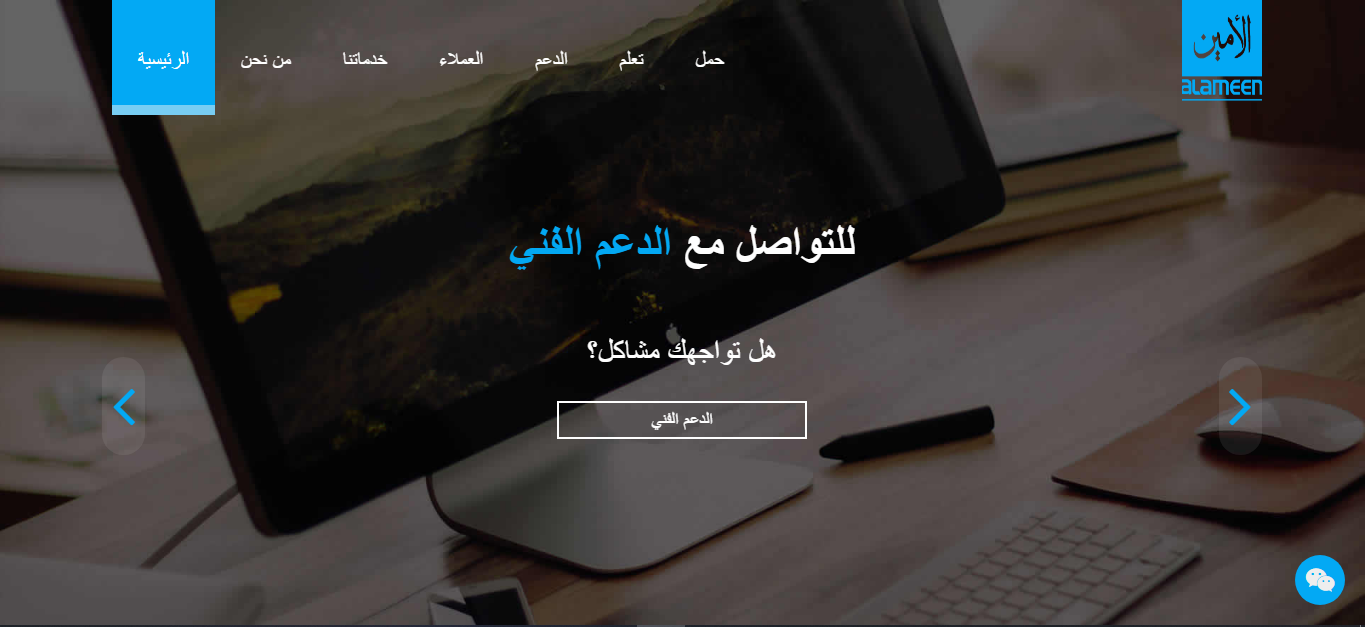 الأمين
alameen
الرئيسية
من نحن
خدماتنا
العملاء
الدعم
تعلم
حمل
للتواصل مع الدعم الفني
هل تواجهك مشاكل؟
الدعم الفني